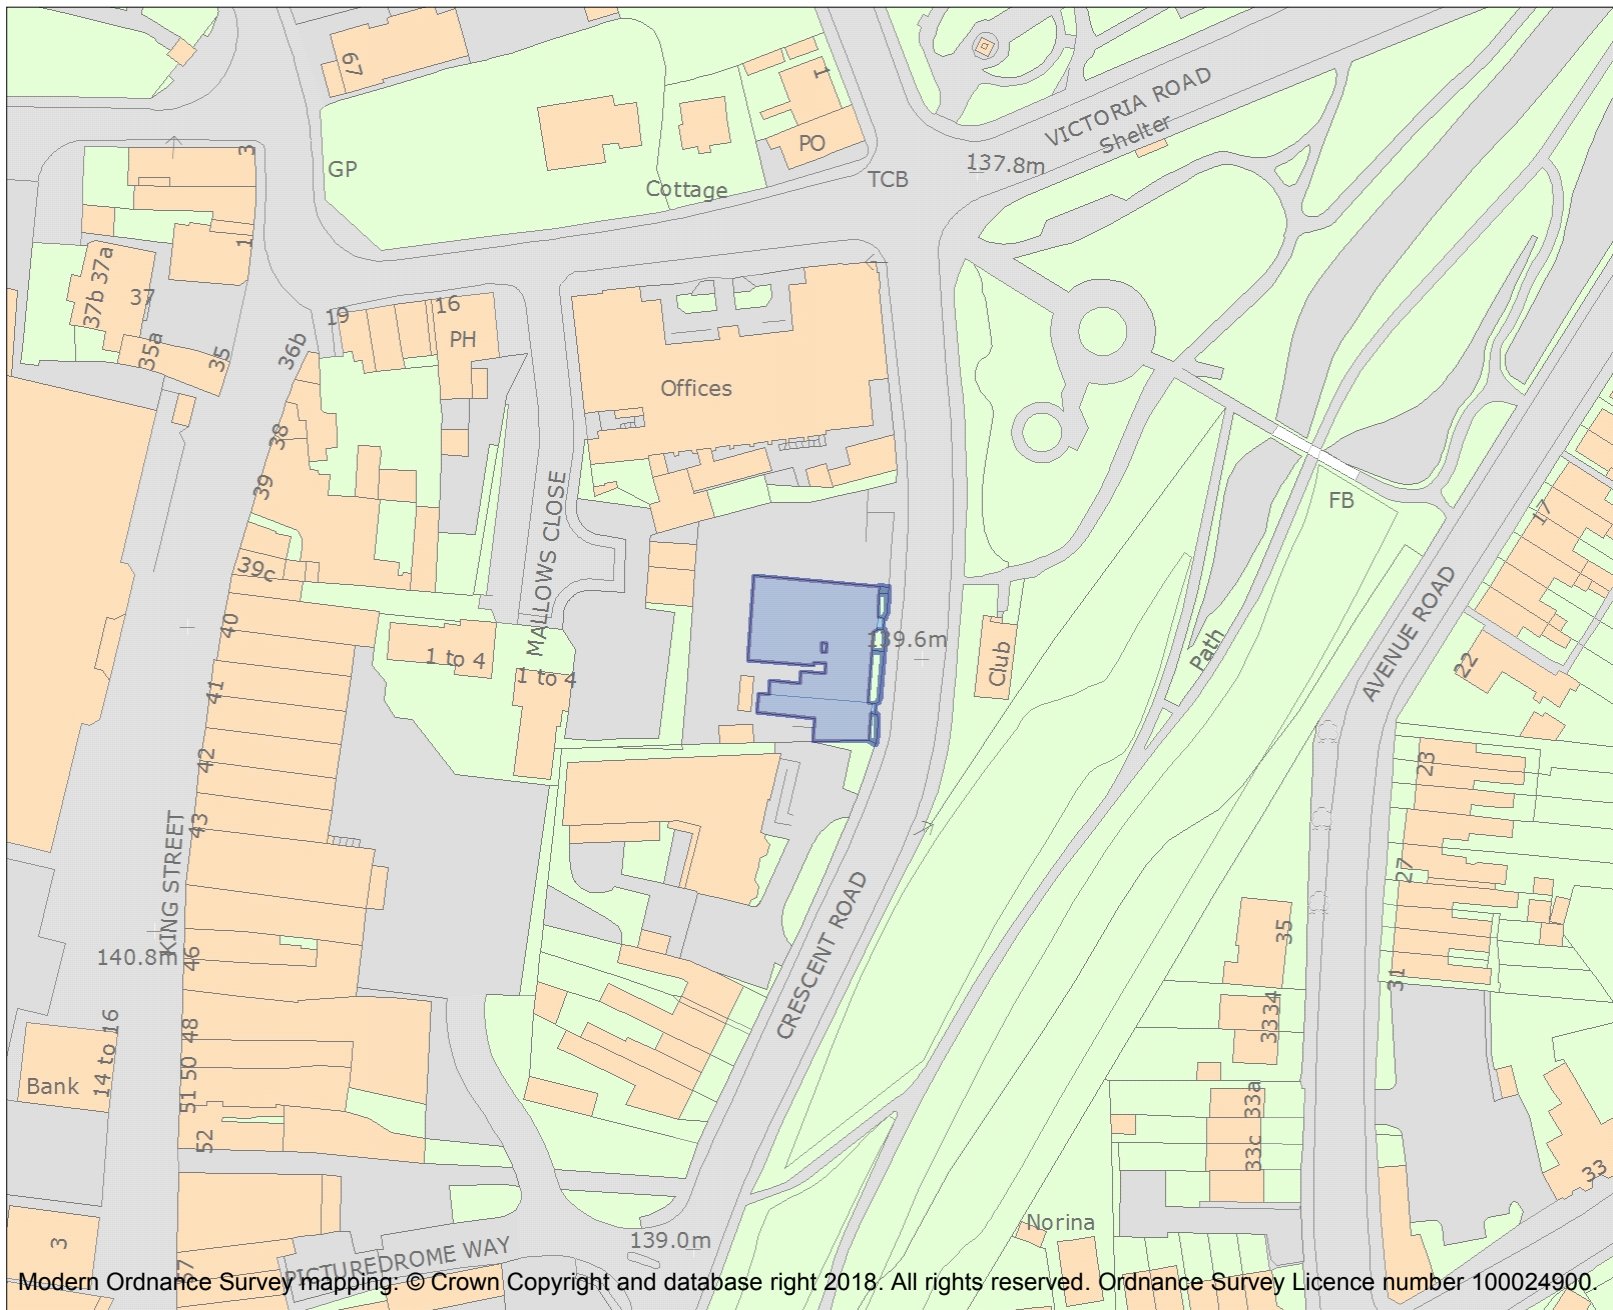 67
1
VICTORIA ROAD
Shelter
PO
3
GP
137.8m
TCB
Cottage
1
37a
37b
37
19
16
PH
36b
35a
35
Offices
38
39
MALLOWS CLOSE
FB
17
39c
40
139.6m
Club
Path
AVENUE ROAD
22
1 to 4
1 to 4
41
42
23
43
KING STREET
27
CRESCENT ROAD
35
140.8m
46
31
34
33
14 to 16
48
Bank
50
51
33a
52
33c
33
3
Norina
139.0m
PICTUREDROME WAY
57
Modern Ordnance Survey mapping: © Crown Copyright and database right 2018. All rights reserved. Ordnance Survey Licence number 100024900.